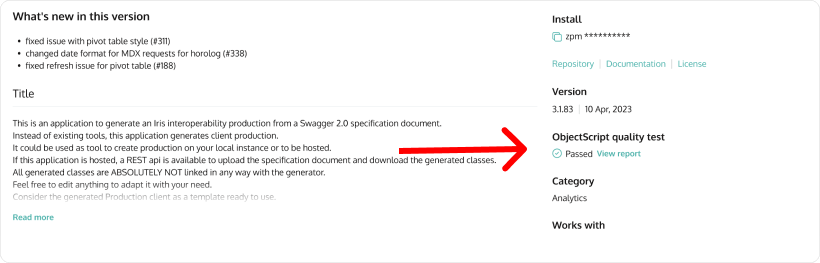 What's new in this version
• fixed issue with pivot table style (#311)
• changed date format for MDX requests for horolog (#338)
• fixed refresh issue for pivot table (#188)
Title
This is an application to generate an Iris interoperability production from a Swagger 2.0 specification document.
Instead of existing tools, this application generates client production.
It could be used as tool to create production on your local instance or to be hosted.
If this application is hosted, a REST api is available to upload the specification document and download the generated classes.
All generated classes are ABSOLUTELY NOT linked in any way with the generator.
Feel free to edit anything to adapt it with your need.
Consider the generated Production client as a template ready to use.
Read more
Install
zpm **********
Repository | Documentation | License
Version
3.1.83 | 10 Apr, 2023
ObjectScript quality test
Passed View report
Category
Analytics
Works with